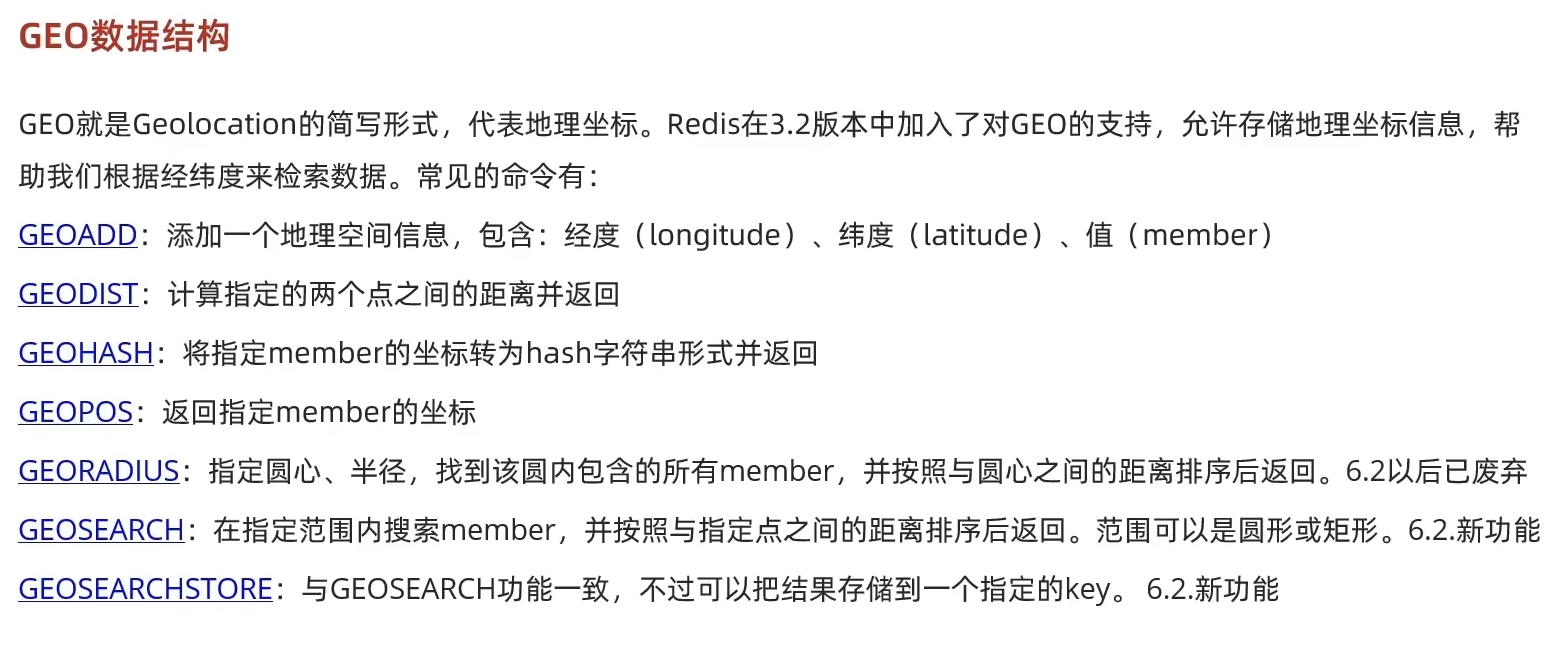 GEO数据结构
GEO就是Geolocation的简写形式，代表地理坐标。Redis在3.2版本中加入了对GEO的支持，允许存储地理坐标信息，帮
助我们根据经纬度来检索数据。常见的命令有：
GEOADD：添加一个地理空间信息，包含：经度（longitude）、纬度（latitude）、值（member）
GEODIST：计算指定的两个点之间的距离并返回
GEOHASH：将指定member的坐标转为hash字符串形式并返回
GEOPOS：返回指定member的坐标
GEORADIUS：指定圆心、半径，找到该圆内包含的所有member，并按照与圆心之间的距离排序后返回。6.2以后已废弃
GEOSEARCH：在指定范围内搜索member，并按照与指定点之间的距离排序后返回。范围可以是圆形或矩形。6.2.新功能
GEOSEARCHSTORE：与GEOSEARCH功能一致，不过可以把结果存储到一个指定的key。 6.2.新功能